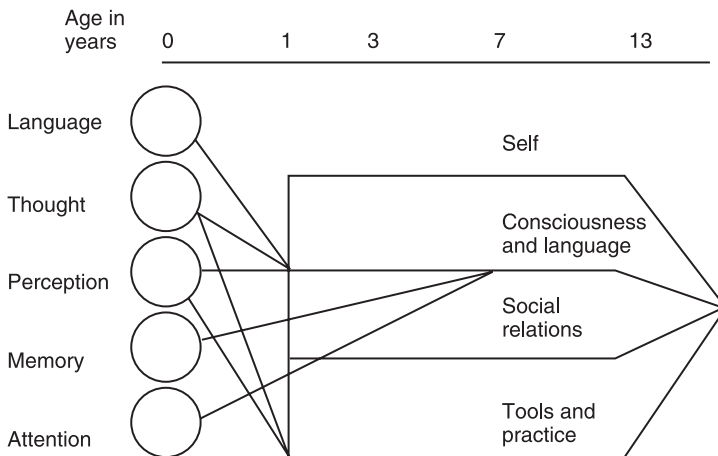 Age in
years
0 1 3 7 13
Language
Self
Thought
Consciousness
and language
Perception
Social
relations
Memory
Tools and
practice
Attention